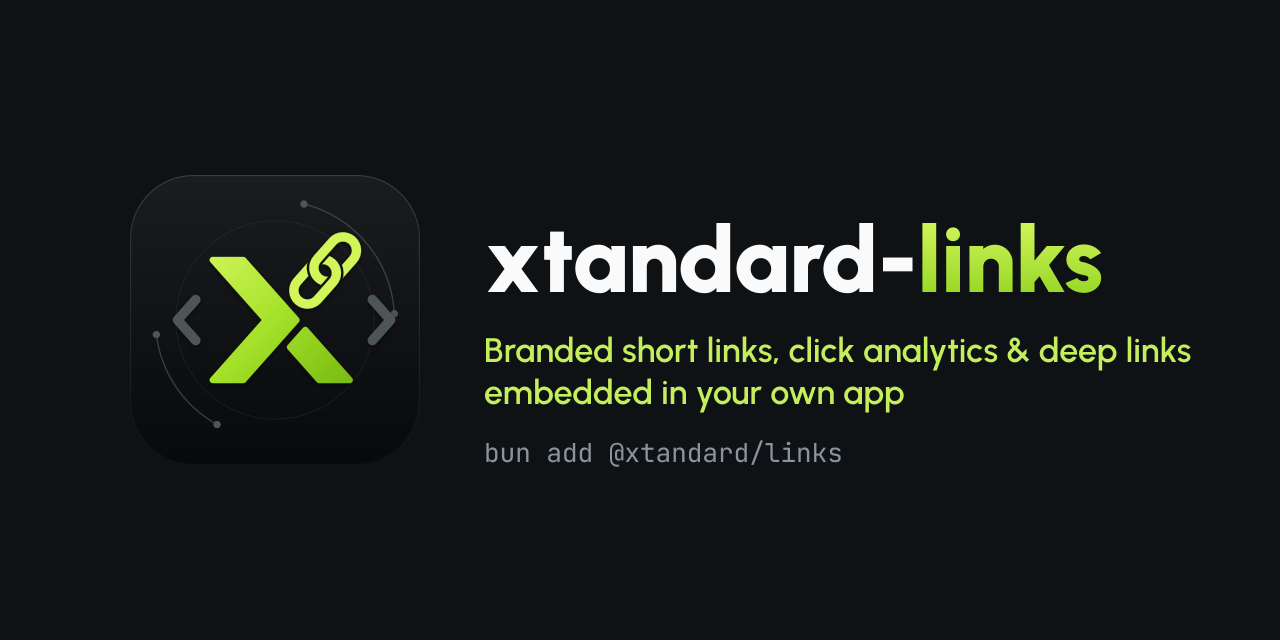 xtandard-links
Branded short links, click analytics & deep links
embedded in your own app
bun add @xtandard/links